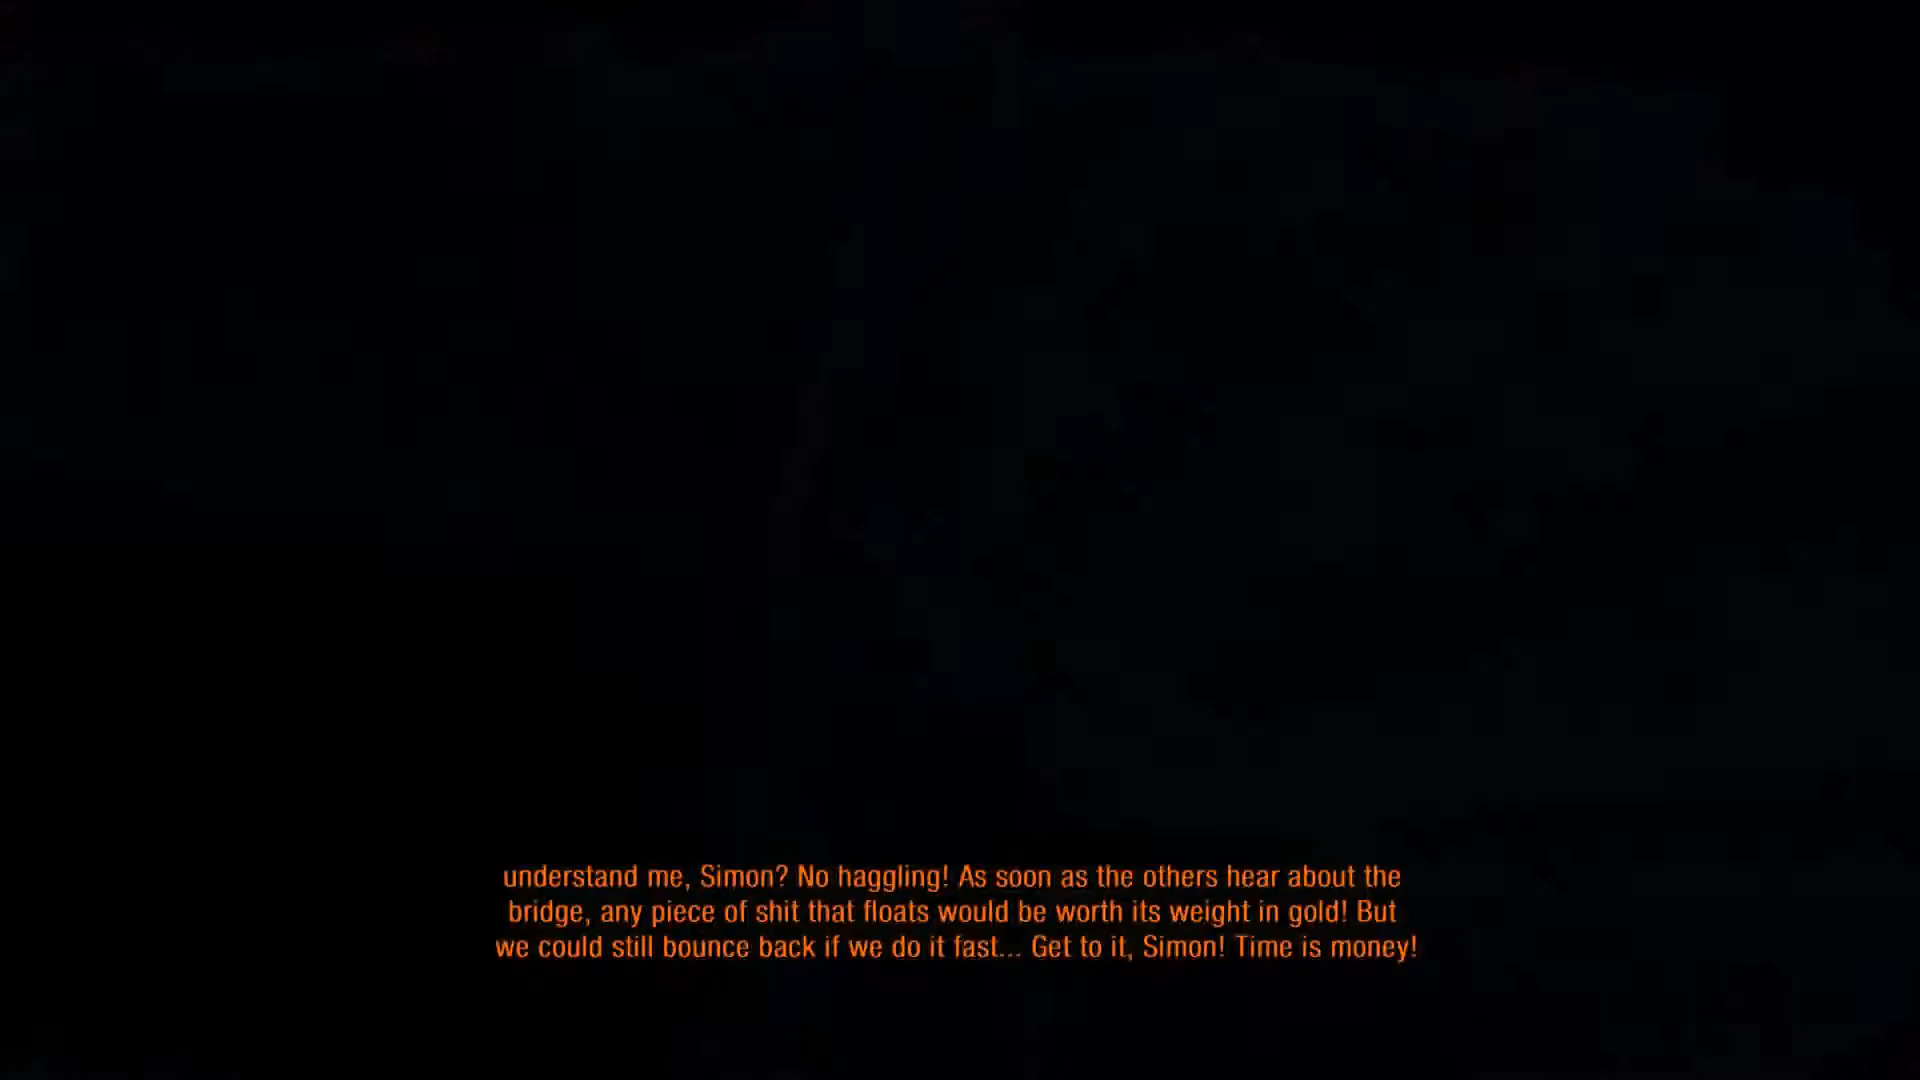 understand me, Simon? No haggling! As soon as the others hear about the
bridge, any piece of shit that floats would be worth its weight in gold! But
we could still bounce back if we do it fast... Get to it, Simon! Time is money!